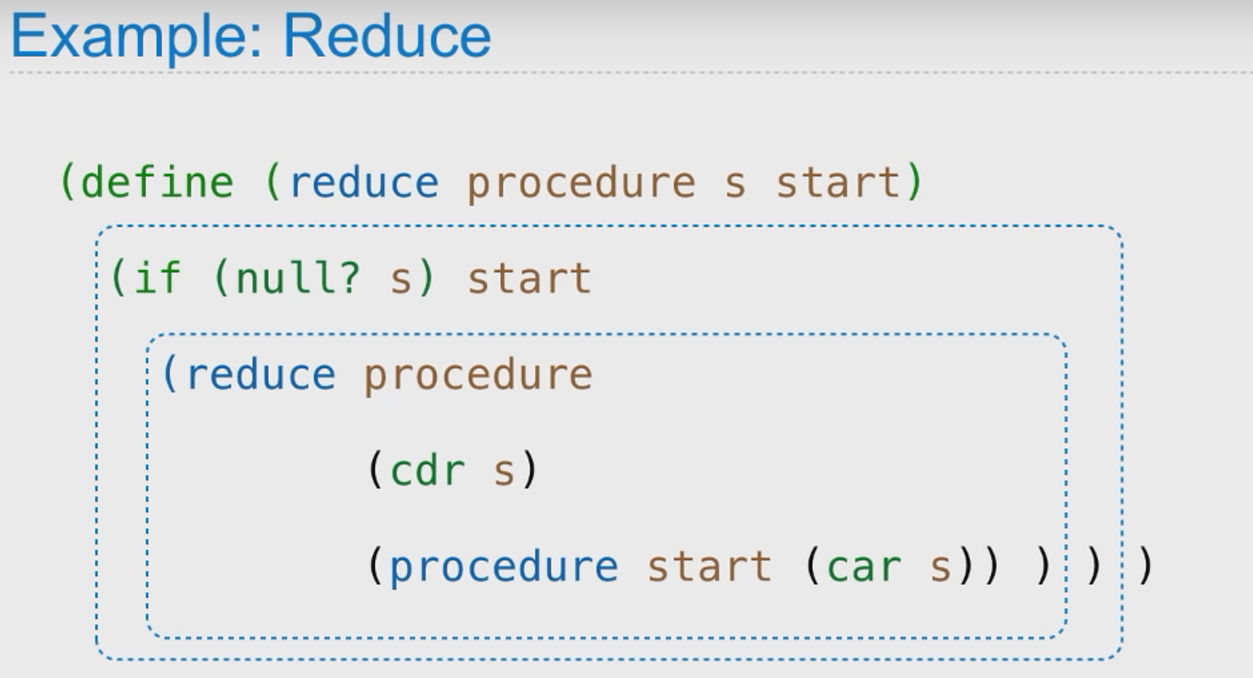 Example: Reduce
(define (reduce procedure s start)
(if (null? s) start
(reduce procedure
(cdr s)
(procedure start (car s)) ) ) )